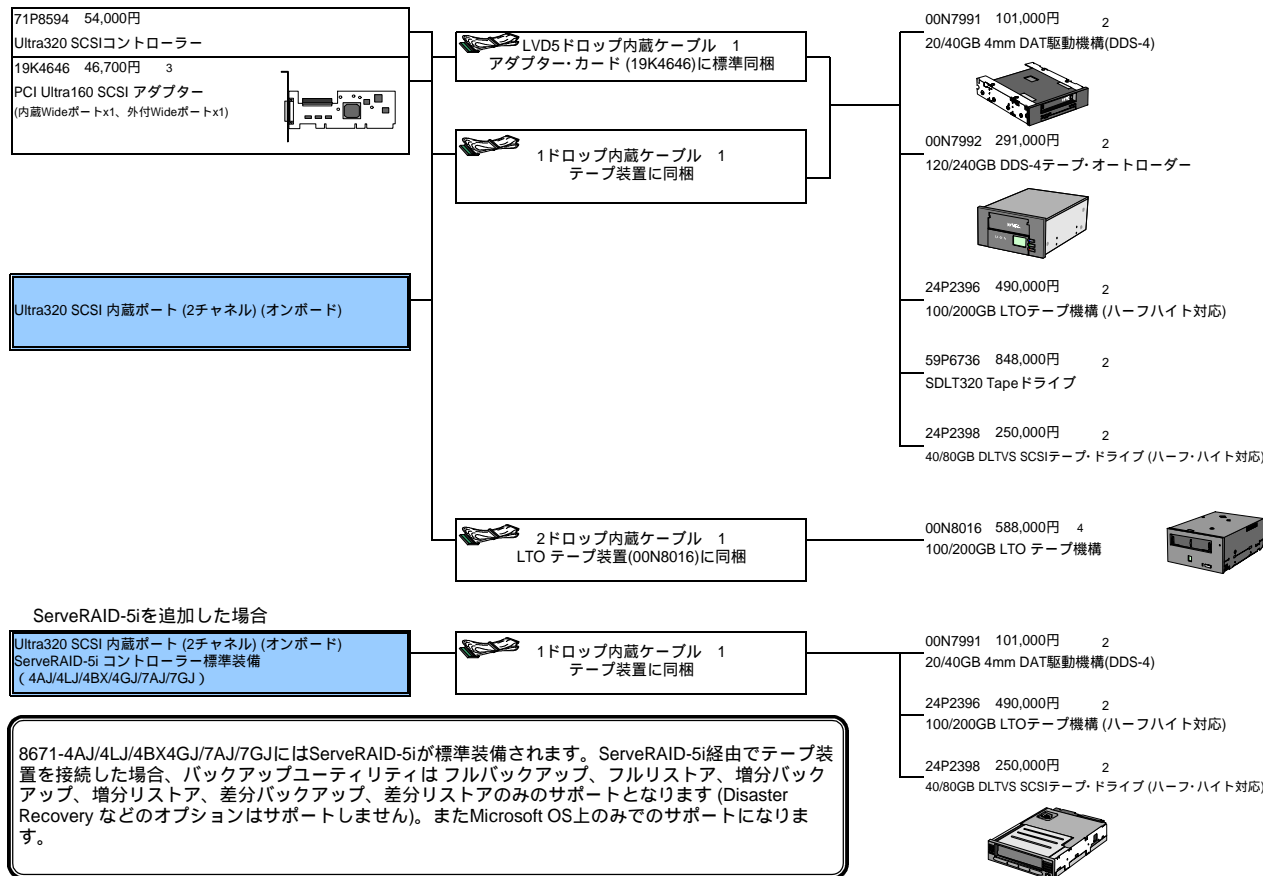 71P8594 54,000円
Ultra320 SCSIコントローラー
19K4646 46,700円 3
PCI Ultra160 SCSI アダプター
(内蔵Wideポートx1、外付Wideポートx1)
LVD5ドロップ内蔵ケーブル 1
アダプター・カード (19K4646)に標準同梱
1ドロップ内蔵ケーブル 1
テープ装置に同梱
00N7991 101,000円 2
20/40GB 4mm DAT駆動機構(DDS-4)
00N7992 291,000円 2
120/240GB DDS-4テープ・オートローダー
Ultra320 SCSI 内蔵ポート (2チャネル) (オンボード)
24P2396 490,000円 2
100/200GB LTOテープ機構 (ハーフハイト対応)
59P6736 848,000円 2
SDLT320 Tapeドライブ
24P2398 250,000円 2
40/80GB DLTVS SCSIテープ・ドライブ (ハーフ・ハイト対応)
2ドロップ内蔵ケーブル 1
LTO テープ装置(00N8016)に同梱
00N8016 588,000円 4
100/200GB LTO テープ機構
ServeRAID-5iを追加した場合
Ultra320 SCSI 内蔵ポート (2チャネル) (オンボード)
ServeRAID-5i コントローラー標準装備
( 4AJ/4LJ/4BX/4GJ/7AJ/7GJ )
1ドロップ内蔵ケーブル 1
テープ装置に同梱
00N7991 101,000円 2
20/40GB 4mm DAT駆動機構(DDS-4)
24P2396 490,000円 2
100/200GB LTOテープ機構 (ハーフハイト対応)
24P2398 250,000円 2
40/80GB DLTVS SCSIテープ・ドライブ (ハーフ・ハイト対応)
8671-4AJ/4LJ/4BX4GJ/7AJ/7GJにはServeRAID-5iが標準装備されます。ServeRAID-5i経由でテープ装
置を接続した場合、バックアップユーティリティは フルバックアップ、フルリストア、増分バック
アップ、増分リストア、差分バックアップ、差分リストアのみのサポートとなります (Disaster
Recovery などのオプションはサポートしません)。またMicrosoft OS上のみでのサポートになりま
す。